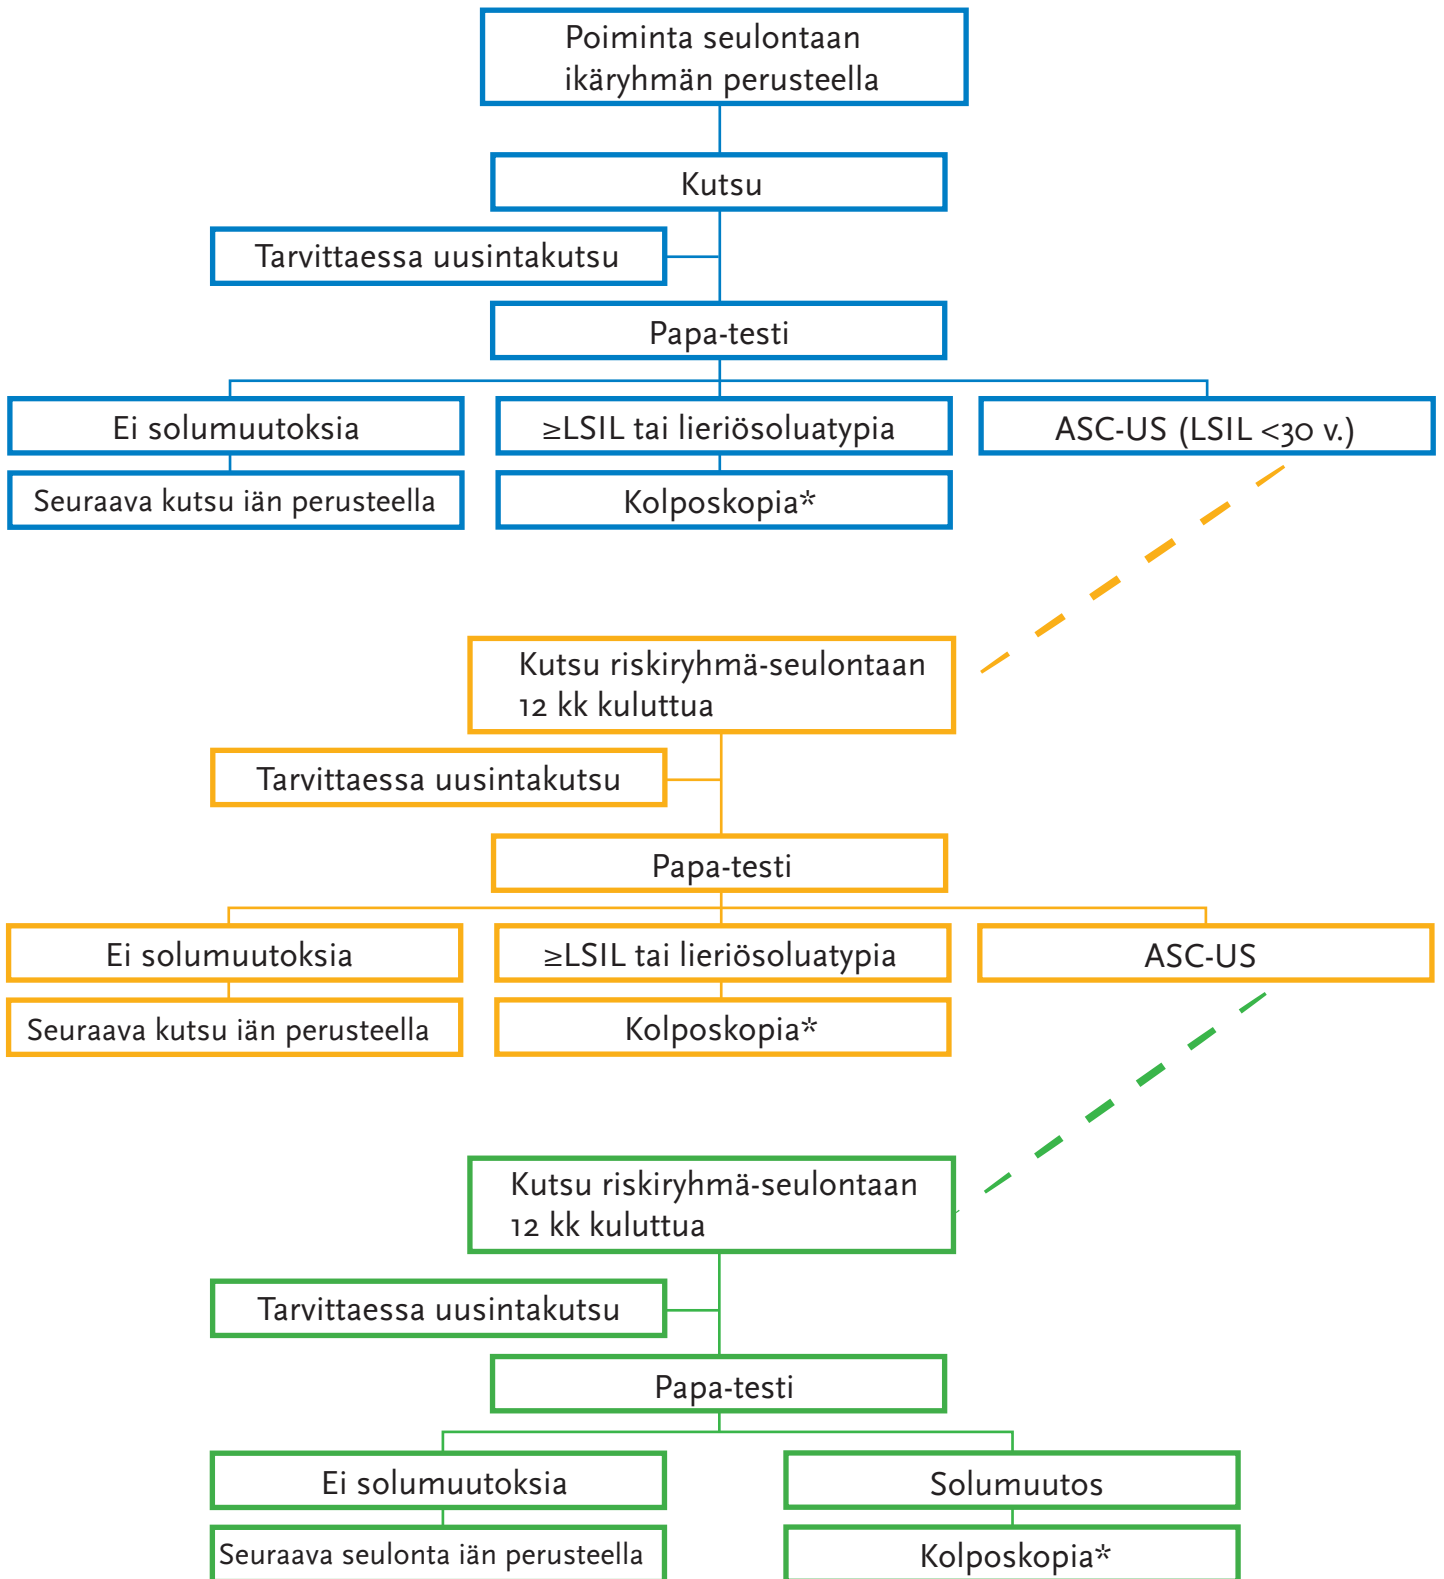 Poiminta seulontaan
ikäryhmän perusteella
Kutsu
Tarvittaessa uusintakutsu
Papa-testi
Ei solumuutoksia
≥LSIL tai lieriösoluatypia
ASC-US (LSIL <30 v.)
Seuraava kutsu iän perusteella
Kolposkopia*
Kutsu riskiryhmä-seulontaan
12 kk kuluttua
Tarvittaessa uusintakutsu
Papa-testi
Ei solumuutoksia
≥LSIL tai lieriösoluatypia
ASC-US
Seuraava kutsu iän perusteella
Kolposkopia*
Kutsu riskiryhmä-seulontaan
12 kk kuluttua
Tarvittaessa uusintakutsu
Papa-testi
Ei solumuutoksia
Solumuutos
Seuraava seulonta iän perusteella
Kolposkopia*